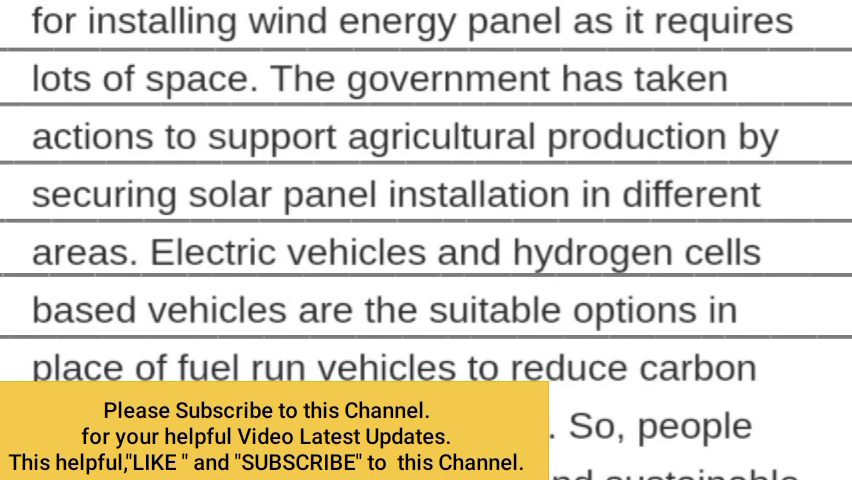 for installing wind energy panel as it requires
lots of space. The government has taken
actions to support agricultural production by
securing solar panel installation in different
areas. Electric vehicles and hydrogen cells
based vehicles are the suitable options in
place of fuel run vehicles to reduce carbon
. So, people
sustainable
Please Subscribe to this Channel.
for your helpful Video Latest Updates.
This helpful,"LIKE " and "SUBSCRIBE" to  this Channel.